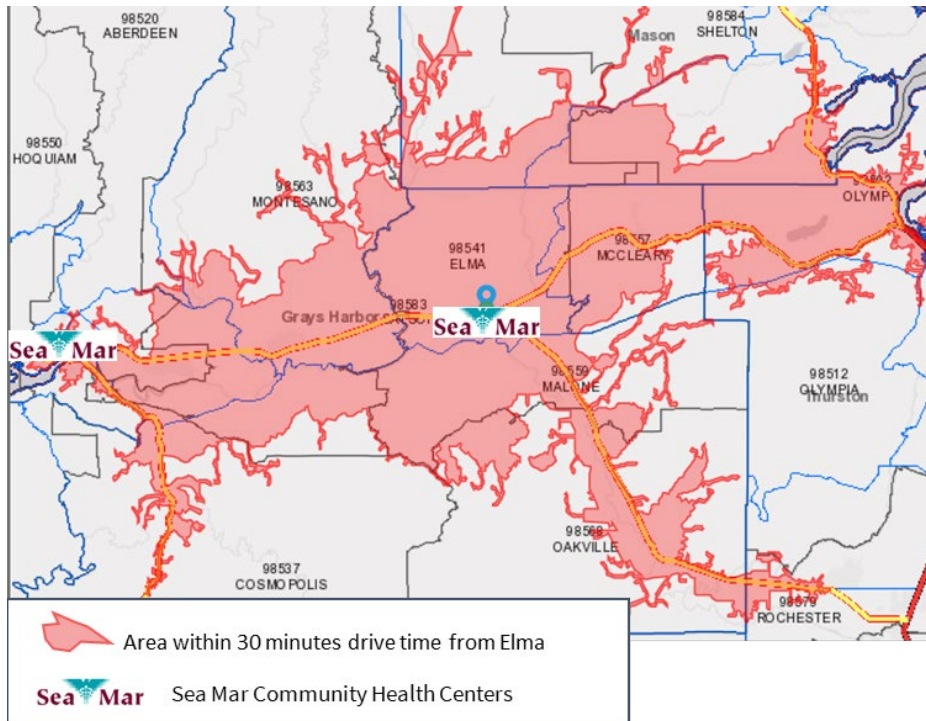 98520
ABERDEEN
98584
SHELTON
Mason
98550
HOQUIAM
98563
MONTESANO
OLYMP
98541
ELMA
MCCLEARY
98583
Grays Harbor
Sea Mar
Sea Mar
98559
MALONE
98512
OLYMPIA
Thurston
98568
OAKVILLE
98537
COSMOPOLIS
98579
ROCHESTER
Area within 30 minutes drive time from Elma
Sea Mar Sea Mar Community Health Centers